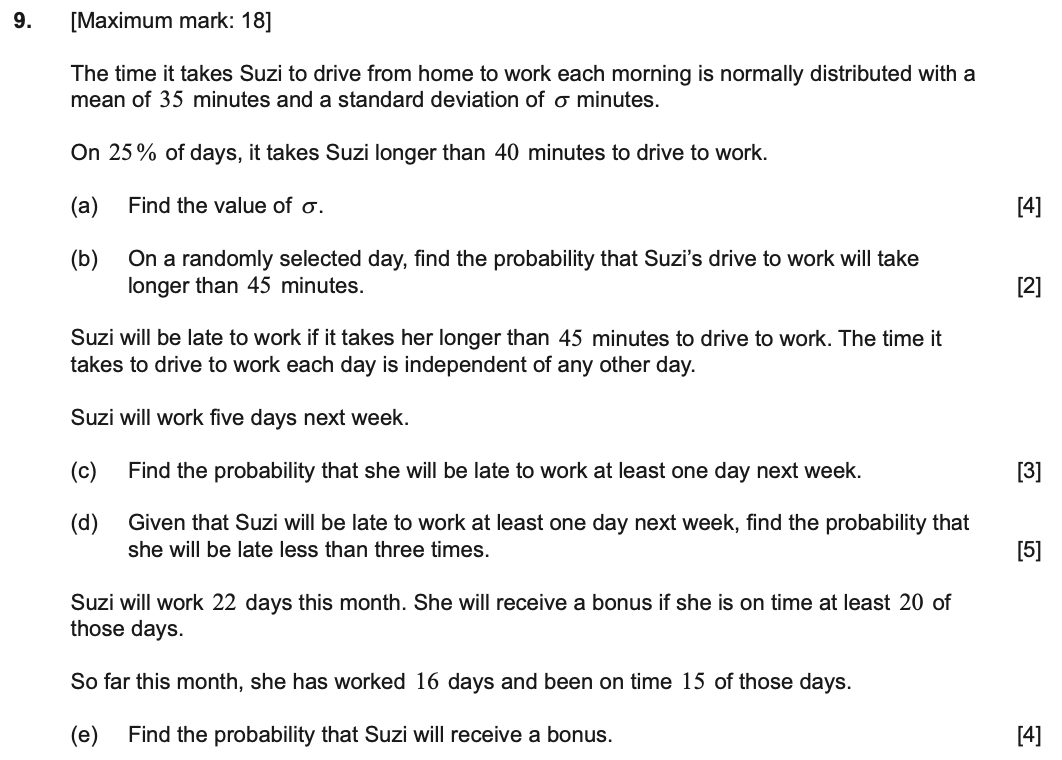 9. [Maximum mark: 18]
The time it takes Suzi to drive from home to work each morning is normally distributed with a
mean of 35 minutes and a standard deviation of σ minutes.
On 25% of days, it takes Suzi longer than 40 minutes to drive to work.
(a) Find the value of σ. [4]
(b) On a randomly selected day, find the probability that Suzi’s drive to work will take
longer than 45 minutes. [2]
Suzi will be late to work if it takes her longer than 45 minutes to drive to work. The time it
takes to drive to work each day is independent of any other day.
Suzi will work five days next week.
(c) Find the probability that she will be late to work at least one day next week. [3]
(d) Given that Suzi will be late to work at least one day next week, find the probability that
she will be late less than three times. [5]
Suzi will work 22 days this month. She will receive a bonus if she is on time at least 20 of
those days.
So far this month, she has worked 16 days and been on time 15 of those days.
(e) Find the probability that Suzi will receive a bonus. [4]